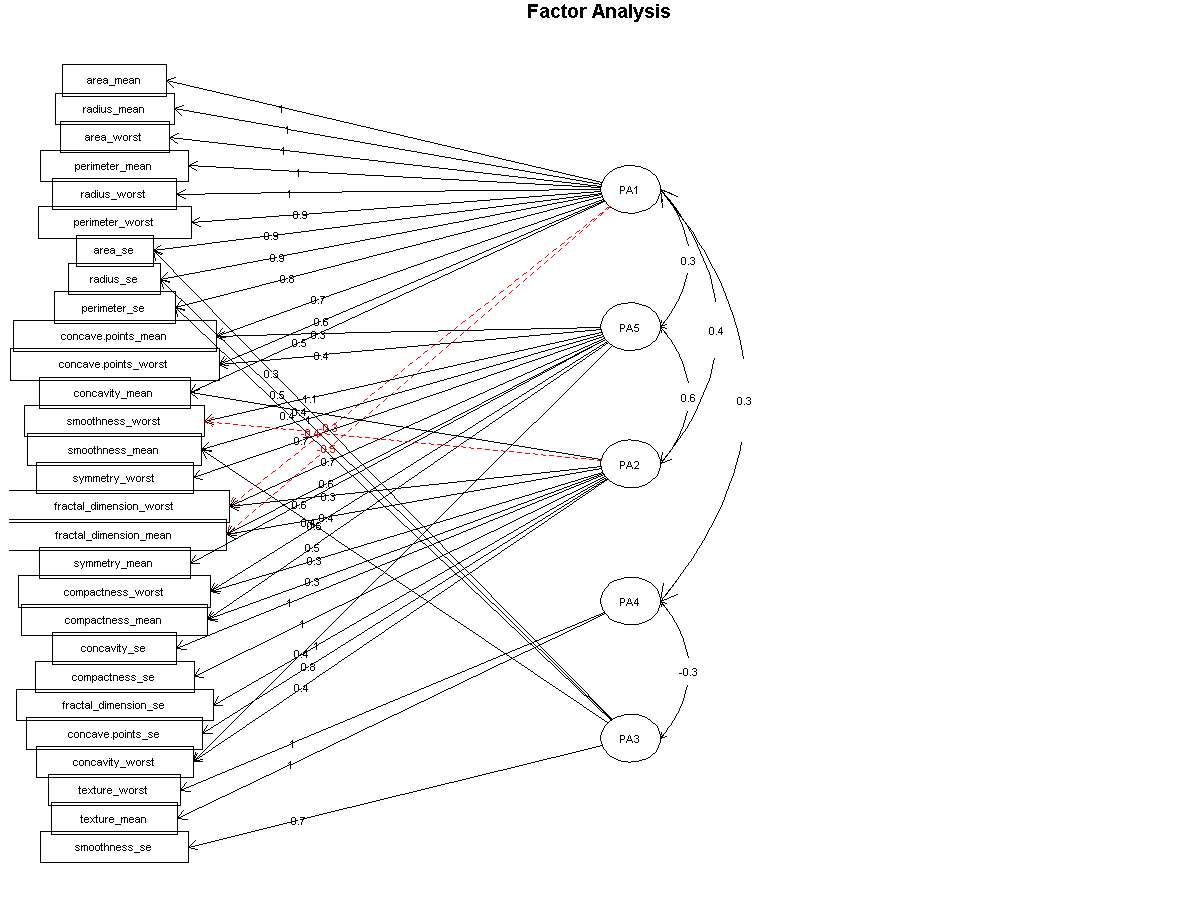 Factor Analysis
area_mean
radius_mean
area_worst
perimeter_mean
radius_worst
perimeter_worst
area_se
radius_se
perimeter_se
concave.points_mean
concave.points_worst
concavity_mean
smoothness_worst
smoothness_mean
symmetry_worst
fractal_dimension_worst
fractal_dimension_mean
symmetry_mean
compactness_worst
compactness_mean
concavity_se
compactness_se
fractal_dimension_se
concave.points_se
concavity_worst
texture_worst
texture_mean
smoothness_se
1
1
1
1
1
0.9
0.9
0.9
0.8
0.7
0.6
0.3
0.5
0.4
0.3
0.5
1.1
0.4
0.4
1
-0.3
0.7
-0.5
0.7
0.6
0.3
0.6
0.4
0.5
0.3
0.3
1
1
1
0.4
0.8
0.4
1
1
0.7
PA1
PA5
PA2
PA4
PA3
0.3
0.4
0.6
0.3
-0.3